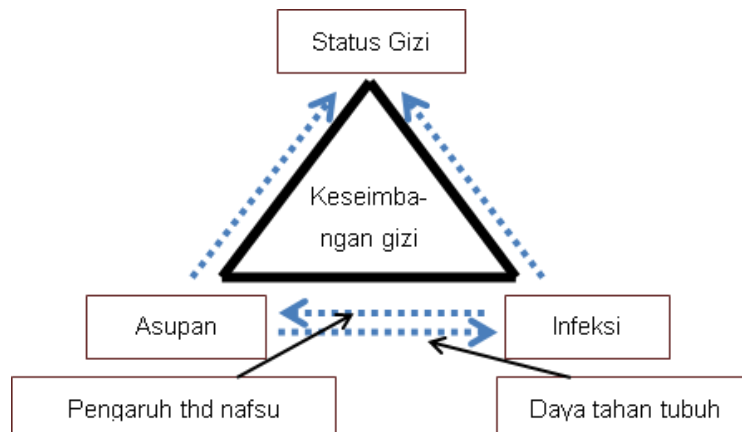 Status Gizi
Keseimba-
ngan gizi
Asupan
Infeksi
Pengaruh thd nafsu
Daya tahan tubuh